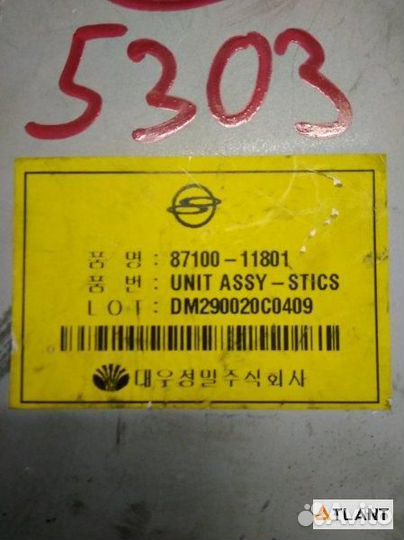 5303
품 명 : 87100-11801
품 번 : UNIT ASSY-STICS
LOT : DM290020C0409
대우정밀주식회사
ATLANT
Avito